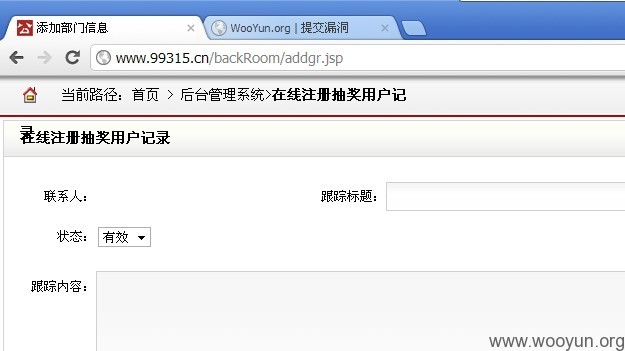 添加部门信息
WooYun.org | 提交漏洞
www.99315.cn/backRoom/addgr.jsp
当前路径：首页 > 后台管理系统>在线注册抽奖用户记
录
在线注册抽奖用户记录
联系人：
跟踪标题：
状态：
有效
跟踪内容：
www.wooyun.org